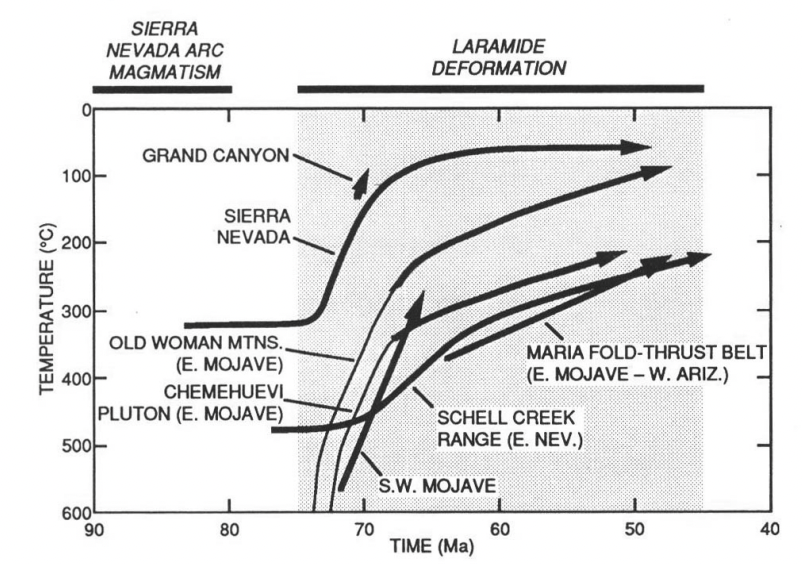 SIERRA
NEVADA ARC
MAGMATISM
LARAMIDE
DEFORMATION
0
100
200
300
400
500
600
TEMPERATURE (°C)
GRAND CANYON
SIERRA
NEVADA
OLD WOMAN MTNS.
(E. MOJAVE)
CHEMEHUEVI
PLUTON (E. MOJAVE)
MARIA FOLD-THRUST BELT
(E. MOJAVE – W. ARIZ.)
SCHELL CREEK
RANGE (E. NEV.)
S.W. MOJAVE
90
80
70
60
50
40
TIME (Ma)